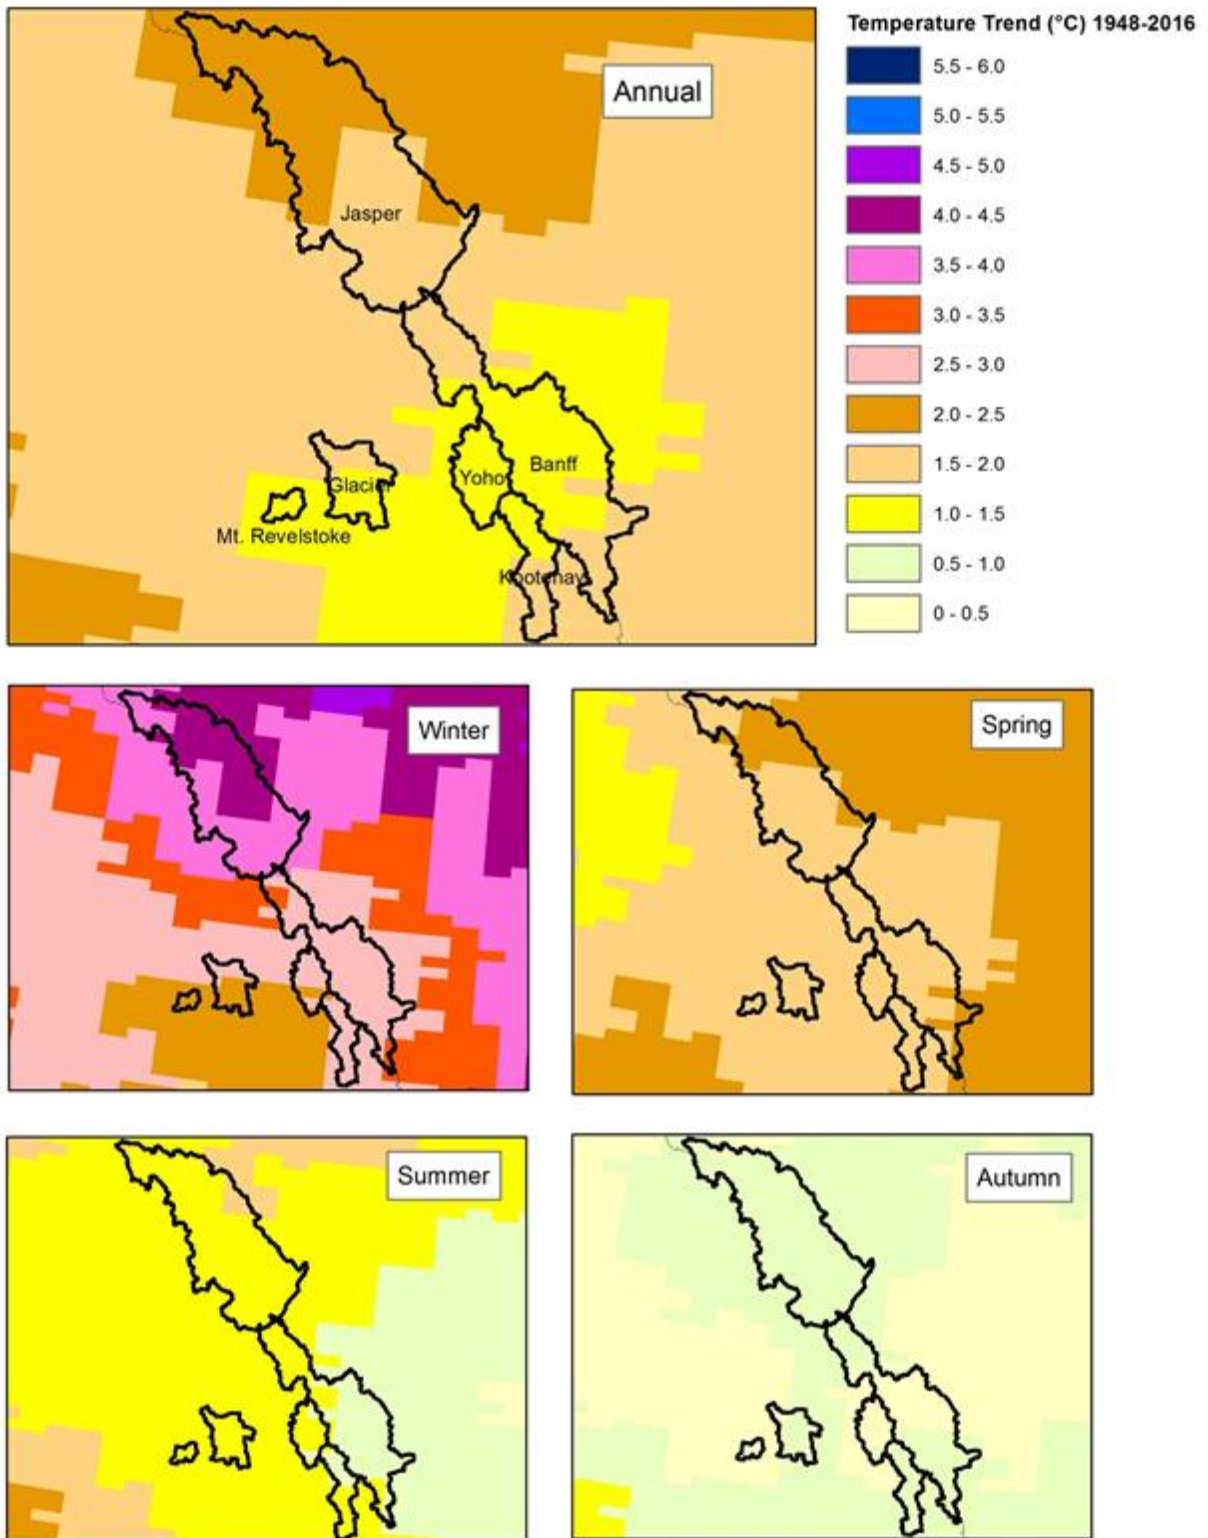 Temperature Trend (°C) 1948-2016
5.5 - 6.0
5.0 - 5.5
4.5 - 5.0
4.0 - 4.5
3.5 - 4.0
3.0 - 3.5
2.5 - 3.0
2.0 - 2.5
1.5 - 2.0
1.0 - 1.5
0.5 - 1.0
0 - 0.5
Annual
Jasper
Banff
Yoho
Glacier
Mt. Revelstoke
Kootenay
Winter
Spring
Summer
Autumn